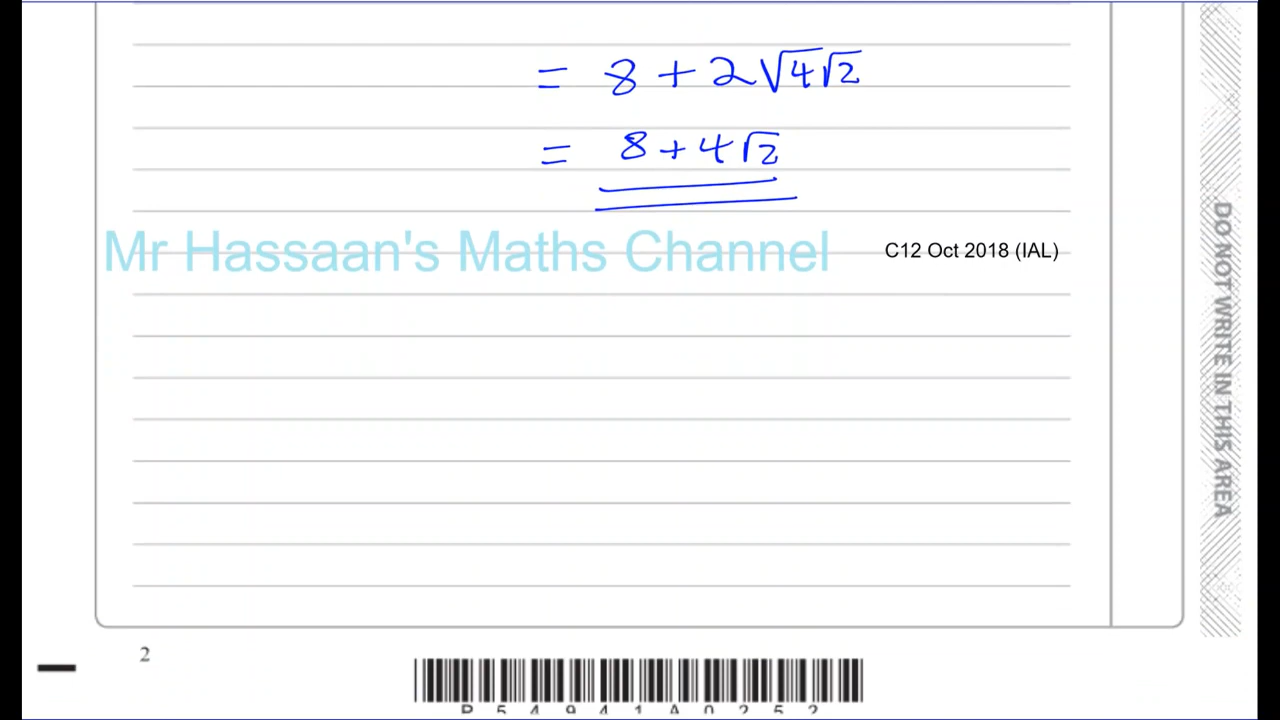 = 8 + 2√4√2
= 8 + 4√2
Mr Hassaan's Maths Channel
C12 Oct 2018 (IAL)
DO NOT WRITE IN THIS AREA
2
P54941A0252